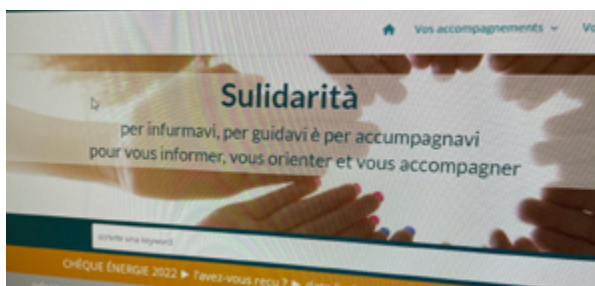 Vos accompagnements
Sulidarità
per infurmavi, per guidavi è per accumpagnavi
pour vous informer, vous orienter et vous accompagner
scrivite una keyword
CHÈQUE ÉNERGIE 2022 ► l'avez-vous reçu ? ►